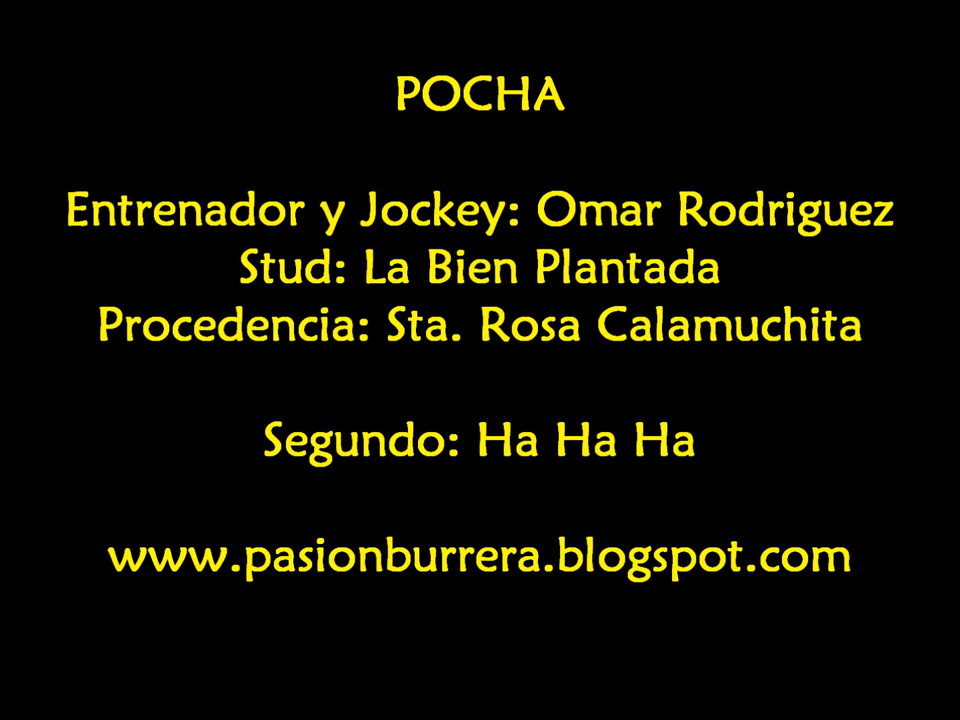 POCHA
Entrenador y Jockey: Omar Rodriguez
Stud: La Bien Plantada
Procedencia: Sta. Rosa Calamuchita
Segundo: Ha Ha Ha
www.pasionburrera.blogspot.com